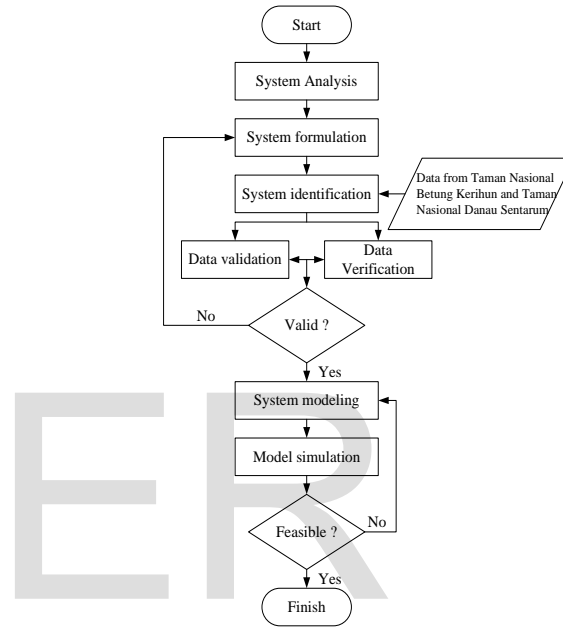 Start
System Analysis
System formulation
System identification
Data from Taman Nasional
Betung Kerihun and Taman
Nasional Danau Sentarum
Data validation
Data
Verification
No
Valid ?
Yes
System modeling
Model simulation
Feasible ?
No
Yes
Finish
ER